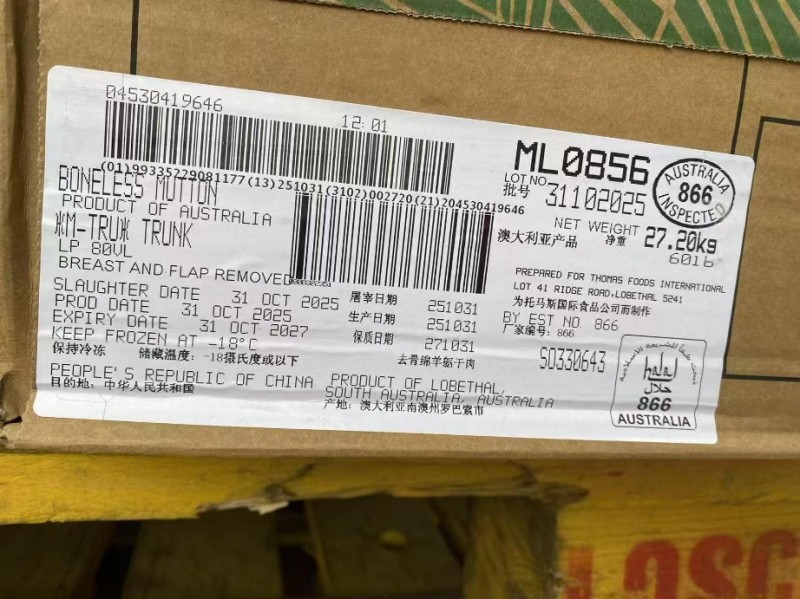 04530419646
12:01
(01)99335229081177(13)251031(3102)002720(21)204530419646
BONELESS MUTTON
PRODUCT OF AUSTRALIA
*M-TRU* TRUNK
LP 80VL
BREAST AND FLAP REMOVED
SLAUGHTER DATE 31 OCT 2025 屠宰日期 251031
PROD DATE 31 OCT 2025 生产日期 251031
EXPIRY DATE 31 OCT 2027 保质日期 271031
KEEP FROZEN AT -18°C
保持冷冻 储藏温度: -18摄氏度或以下 去骨绵羊躯干肉
PEOPLE'S REPUBLIC OF CHINA
目的地: 中华人民共和国
PRODUCT OF LOBETHAL,
SOUTH AUSTRALIA, AUSTRALIA
产地: 澳大利亚南澳州罗巴索市
ML0856
LOT NO
批号 31102025
NET WEIGHT
澳大利亚产品 净重 27.20kg
6016
AUSTRALIA
866
INSPECTED
PREPARED FOR THOMAS FOODS INTERNATIONAL
LOT 41 RIDGE ROAD, LOBETHAL 5241
为托马斯国际食品公司而制作
BY EST NO. 866
厂家编号: 866
SO330643
halal
حلال
866
AUSTRALIA